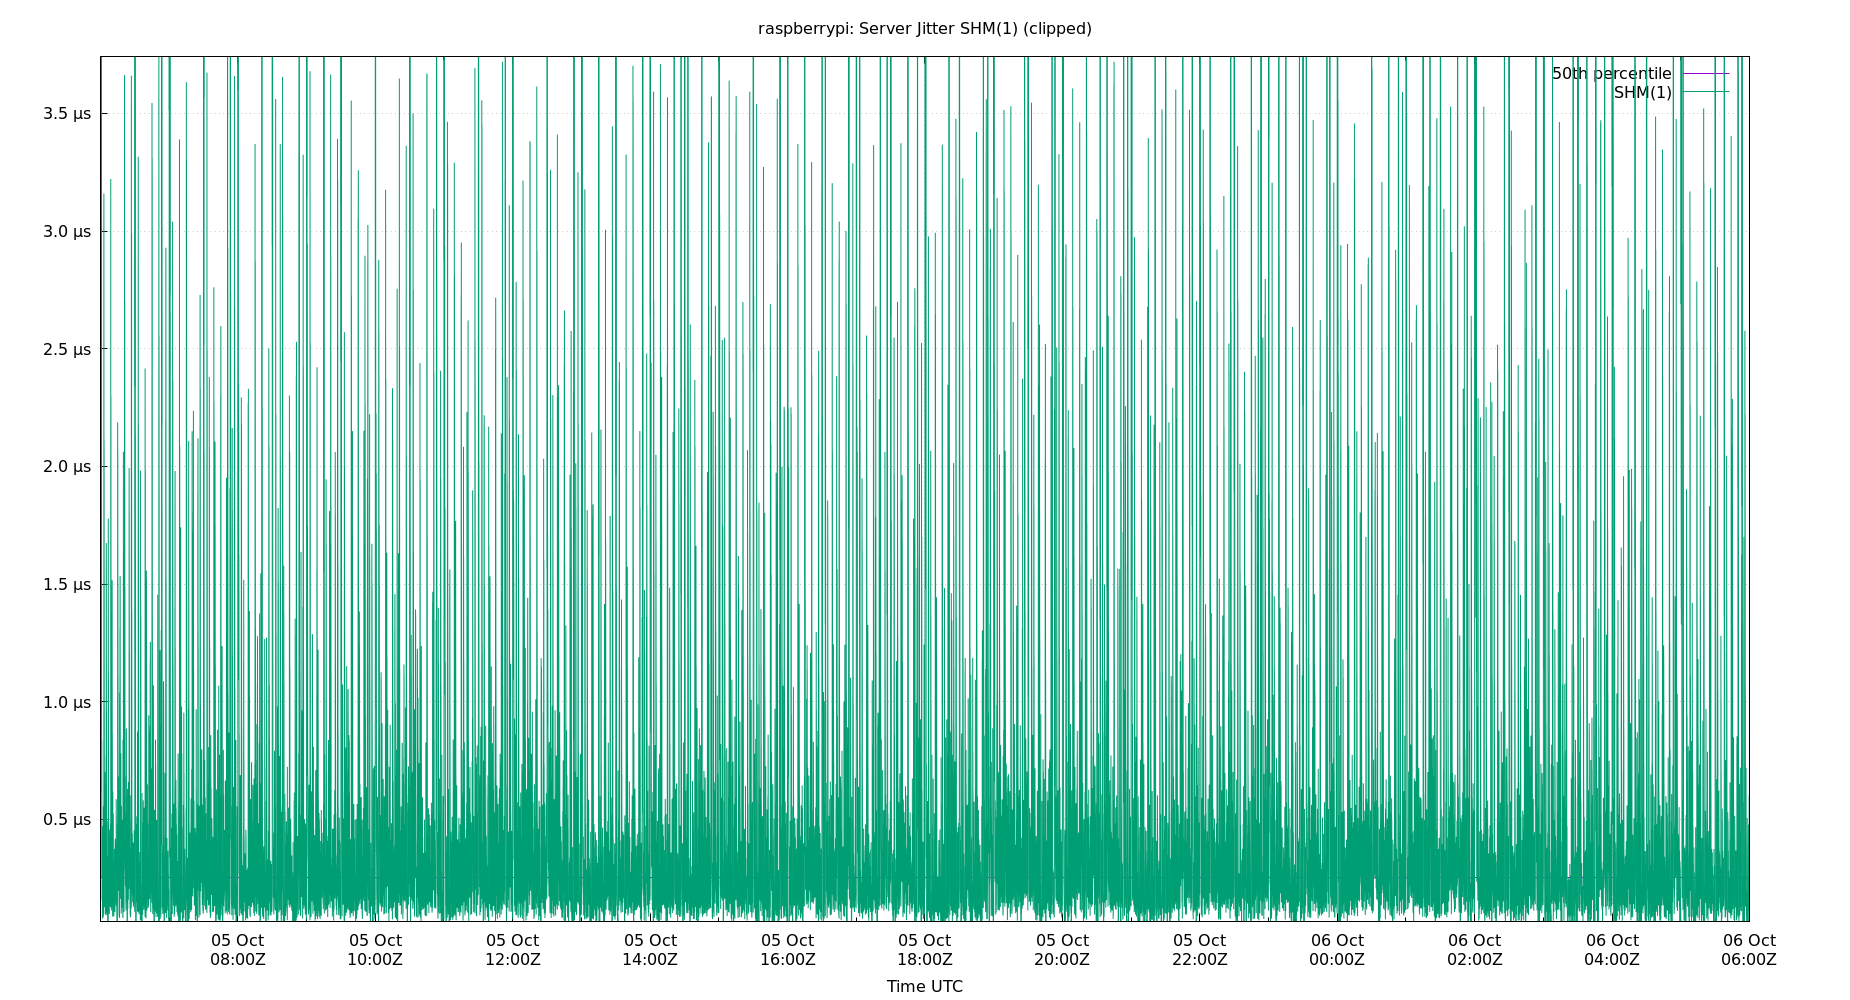 raspberrypi: Server Jitter SHM(1) (clipped)
50th percentile
SHM(1)
3.5 µs
3.0 µs
2.5 µs
2.0 µs
1.5 µs
1.0 µs
0.5 µs
05 Oct 05 Oct 05 Oct 05 Oct 05 Oct 05 Oct 05 Oct 05 Oct 06 Oct 06 Oct 06 Oct 06 Oct
08:00Z 10:00Z 12:00Z 14:00Z 16:00Z 18:00Z 20:00Z 22:00Z 00:00Z 02:00Z 04:00Z 06:00Z
Time UTC